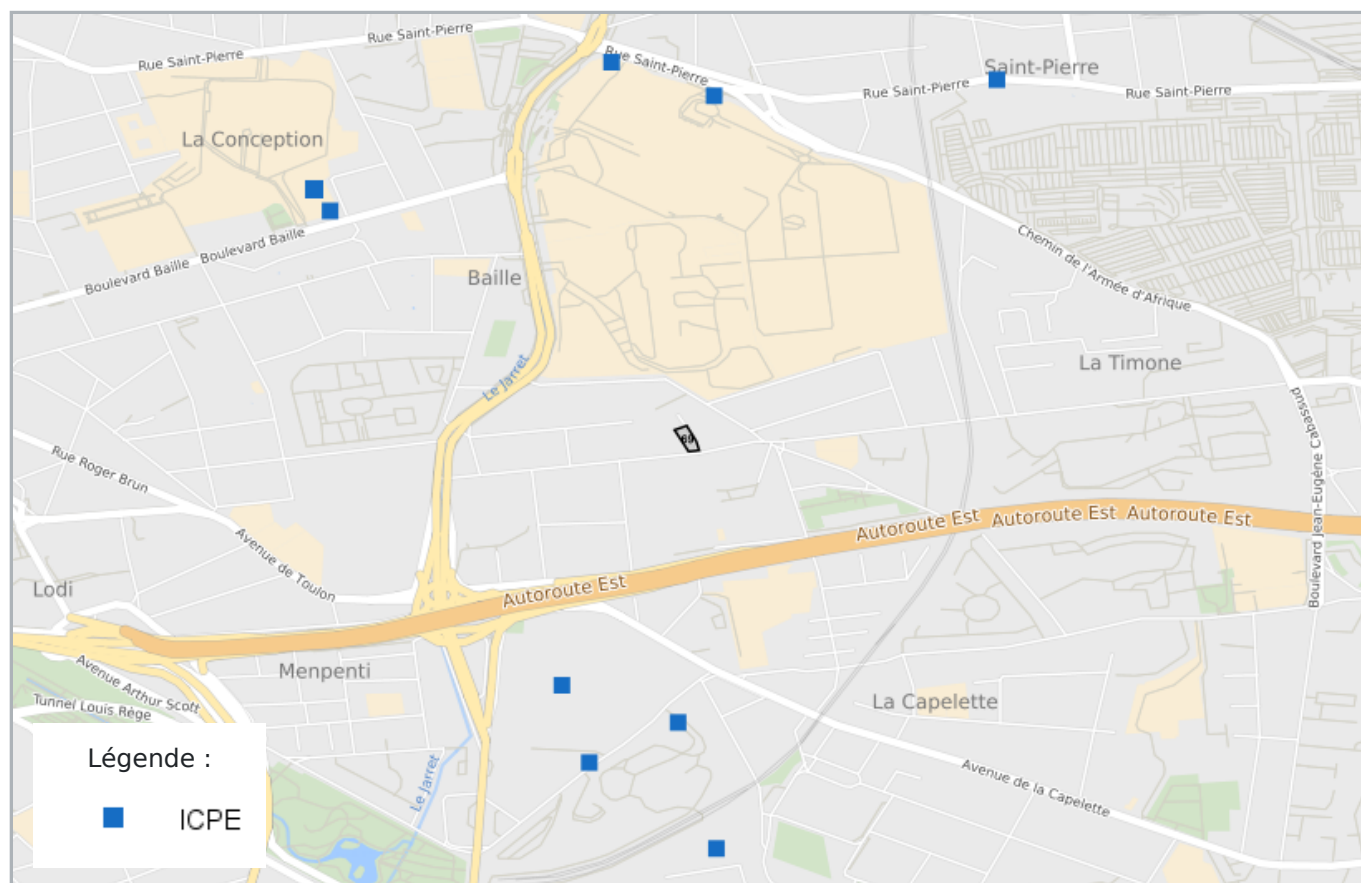 Rue Saint-Pierre
Rue Saint-Pierre
Rue Saint-Pierre
Saint-Pierre
Rue Saint-Pierre
Rue Saint-Pierre
La Conception
Boulevard Baille
Boulevard Baille
Baille
Chemin de l'Armée d'Afrique
La Timone
Le Jarret
69
Boulevard Jean-Eugène Cabassud
Rue Roger Brun
Avenue de Toulon
Autoroute Est
Autoroute Est
Autoroute Est
Autoroute Est
Lodi
Menpenti
Avenue Arthur Scott
Tunnel Louis Rège
La Capelette
Le Jarret
Avenue de la Capelette
Légende :
ICPE